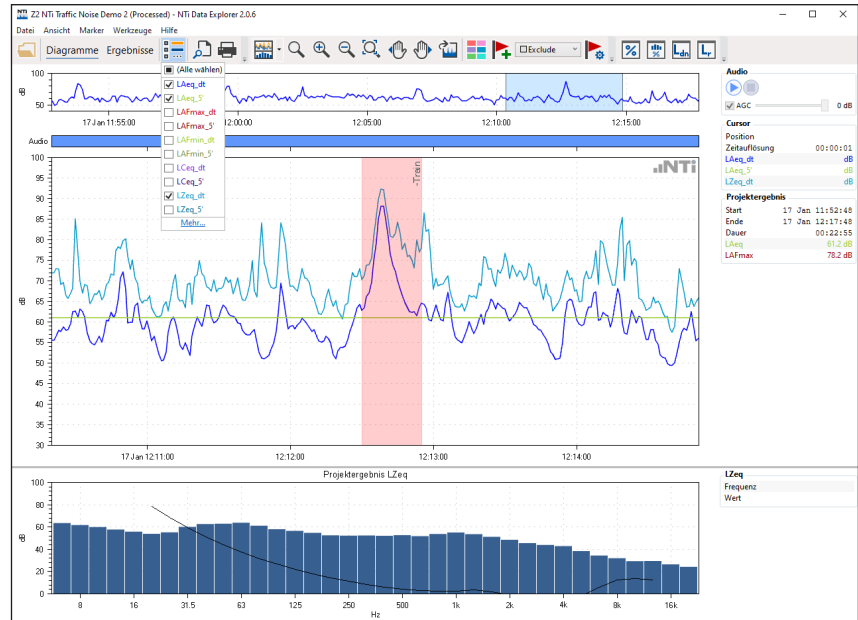 NTi Z2 NTi Traffic Noise Demo 2 (Processed) - NTi Data Explorer 2.0.6
Datei Ansicht Marker Werkzeuge Hilfe
Diagramme Ergebnisse Exclude % % Ldn Lr
(Alle wählen)
LAeq_dt
LAeq_5'
LAFmax_dt
LAFmax_5'
LAFmin_dt
LAFmin_5'
LCeq_dt
LCeq_5'
LZeq_dt
LZeq_5'
Mehr...
100
50
dB
17 Jan 11:55:00 12:00:00 12:05:00 12:10:00 12:15:00
Audio
100
95
90
85
80
75
70
65
60
55
50
45
40
35
30
dB
-Train
NTi
17 Jan 12:11:00 12:12:00 12:13:00 12:14:00
Projektergebnis LZeq
100
80
60
40
20
0
dB
8 16 31.5 63 125 250 500 1k 2k 4k 8k 16k
Hz
Audio
AGC 0 dB
Cursor
Position
Zeitauflösung 00:00:01
LAeq_dt dB
LAeq_5' dB
LZeq_dt dB
Projektergebnis
Start 17 Jan 11:52:48
Ende 17 Jan 12:17:48
Dauer 00:22:55
LAeq 61.2 dB
LAFmax 78.2 dB
LZeq
Frequenz
Wert